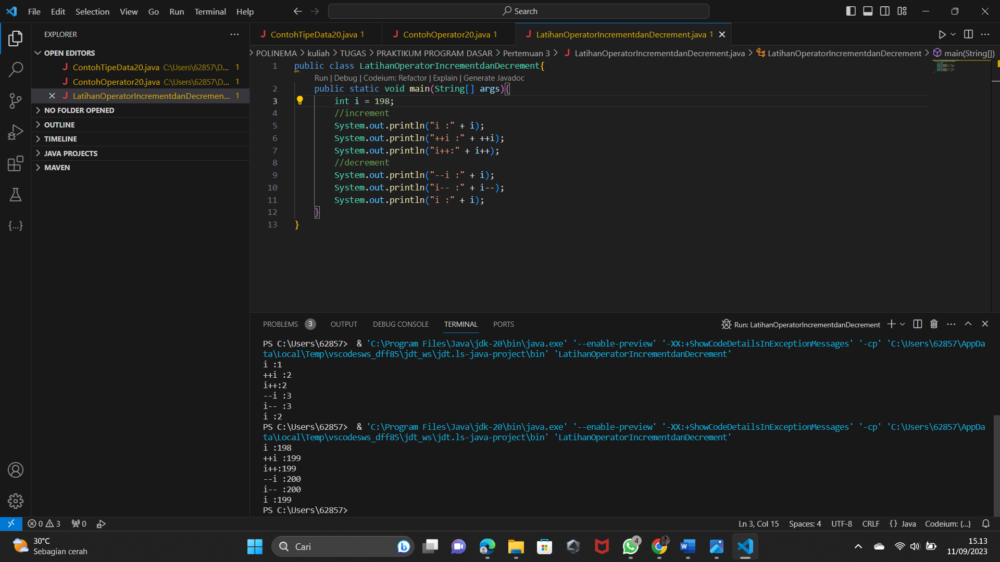 File Edit Selection View Go Run Terminal Help
Search
EXPLORER
OPEN EDITORS
ContohTipeData20.java C:\Users\62857\D... 1
ContohOperator20.java C:\Users\62857\D... 1
LatihanOperatorIncrementdanDecremen... 1
NO FOLDER OPENED
OUTLINE
TIMELINE
JAVA PROJECTS
MAVEN
ContohTipeData20.java 1
ContohOperator20.java 1
LatihanOperatorIncrementdanDecrement.java 1
POLINEMA > kuliah > TUGAS > PRAKTIKUM PROGRAM DASAR > Pertemuan 3 > LatihanOperatorIncrementdanDecrement.java > LatihanOperatorIncrementdanDecrement > main(String[])
1 public class LatihanOperatorIncrementdanDecrement{
Run | Debug | Codeium: Refactor | Explain | Generate Javadoc
2 public static void main(String[] args){
3 int i = 198;
4 //increment
5 System.out.println("i :" + i);
6 System.out.println("++i :" + ++i);
7 System.out.println("i++:" + i++);
8 //decrement
9 System.out.println("--i :" + i);
10 System.out.println("i-- :" + i--);
11 System.out.println("i :" + i);
12 }
13 }
PROBLEMS 3 OUTPUT DEBUG CONSOLE TERMINAL PORTS
Run: LatihanOperatorIncrementdanDecrement
PS C:\Users\62857> & 'C:\Program Files\Java\jdk-20\bin\java.exe' '--enable-preview' '-XX:+ShowCodeDetailsInExceptionMessages' '-cp' 'C:\Users\62857\AppDa
ta\Local\Temp\vscodesws_dff85\jdt_ws\jdt.ls-java-project\bin' 'LatihanOperatorIncrementdanDecrement'
i :1
++i :2
i++:2
--i :3
i-- :3
i :2
PS C:\Users\62857> & 'C:\Program Files\Java\jdk-20\bin\java.exe' '--enable-preview' '-XX:+ShowCodeDetailsInExceptionMessages' '-cp' 'C:\Users\62857\AppDa
ta\Local\Temp\vscodesws_dff85\jdt_ws\jdt.ls-java-project\bin' 'LatihanOperatorIncrementdanDecrement'
i :198
++i :199
i++:199
--i :200
i-- :200
i :199
PS C:\Users\62857>
0 3 0
Ln 3, Col 15 Spaces: 4 UTF-8 CRLF {} Java Codeium: {...}
30°C
Sebagian cerah
Cari
4
15.13
11/09/2023